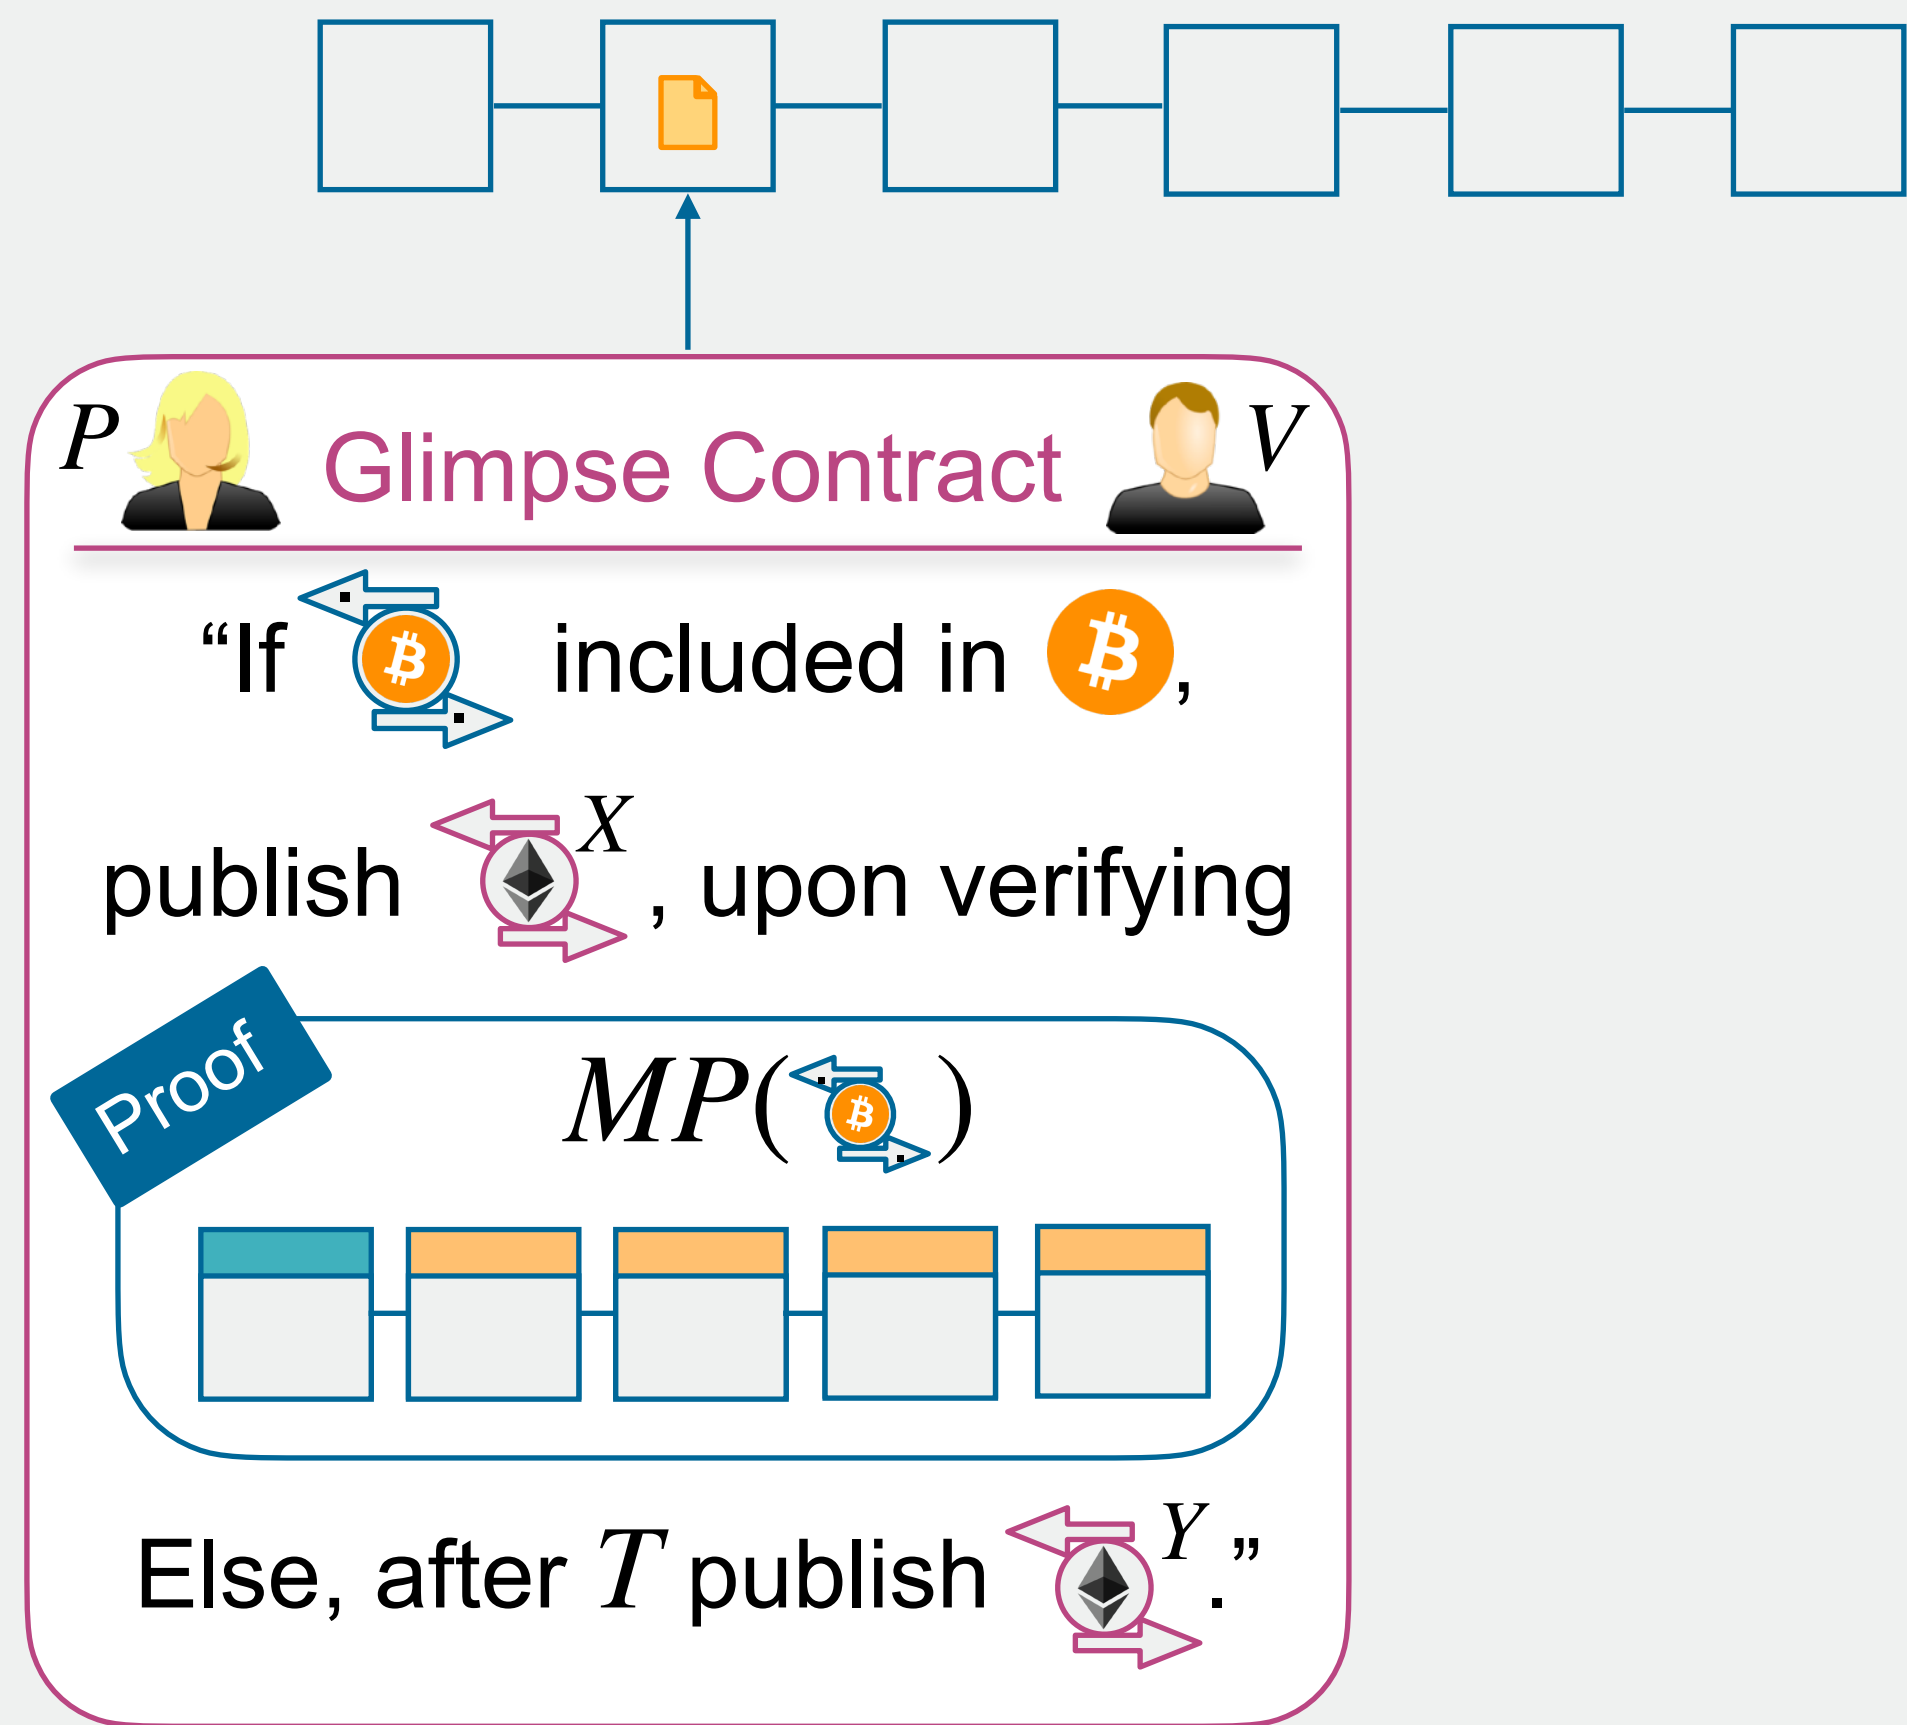 P Glimpse Contract V
“If included in ,
publish X , upon verifying
Proof
MP( )
Else, after T publish Y .”